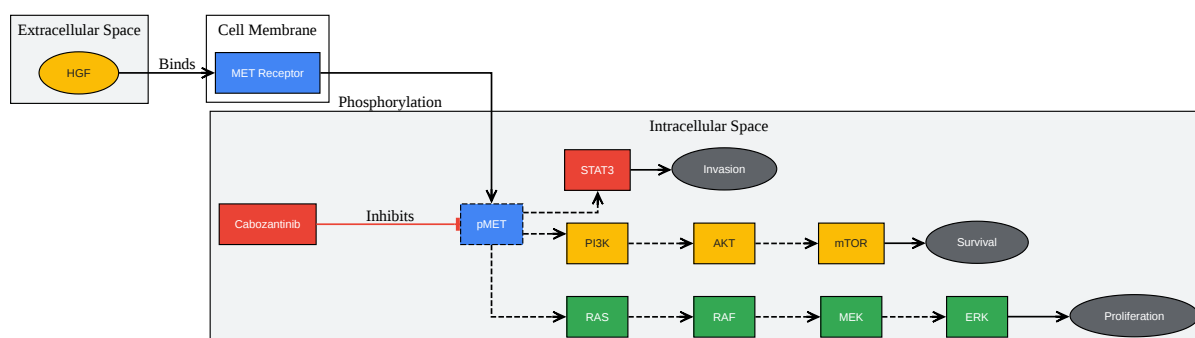 Extracellular Space
Cell Membrane
HGF
Binds
MET Receptor
Phosphorylation
Intracellular Space
STAT3
Invasion
Cabozantinib
Inhibits
pMET
PI3K
AKT
mTOR
Survival
RAS
RAF
MEK
ERK
Proliferation